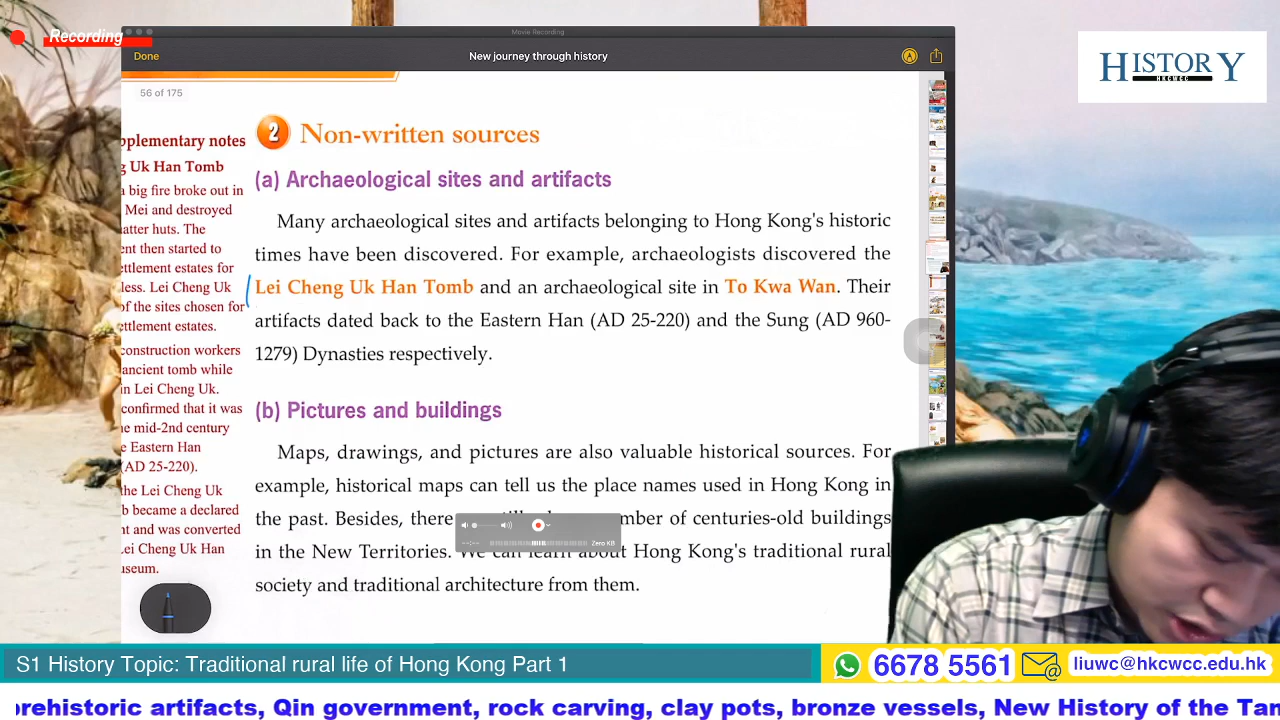 Recording
Movie Recording
Done
New journey through history
HISTORY
HKCWCC
56 of 175
2 Non-written sources
(a) Archaeological sites and artifacts
Many archaeological sites and artifacts belonging to Hong Kong's historic
times have been discovered. For example, archaeologists discovered the
Lei Cheng Uk Han Tomb and an archaeological site in To Kwa Wan. Their
artifacts dated back to the Eastern Han (AD 25-220) and the Sung (AD 960-
1279) Dynasties respectively.
(b) Pictures and buildings
Maps, drawings, and pictures are also valuable historical sources. For
example, historical maps can tell us the place names used in Hong Kong in
the past. Besides, there number of centuries-old buildings
in the New Territories. We can learn about Hong Kong's traditional rural
society and traditional architecture from them.
Zero KB
--:--
pplementary notes
g Uk Han Tomb
a big fire broke out in
Mei and destroyed
atter huts. The
ent then started to
ettlement estates for
less. Lei Cheng Uk
of the sites chosen for
ettlement estates.
construction workers
ancient tomb while
in Lei Cheng Uk.
confirmed that it was
e mid-2nd century
e Eastern Han
(AD 25-220).
the Lei Cheng Uk
b became a declared
nt and was converted
Lei Cheng Uk Han
useum.
S1 History Topic: Traditional rural life of Hong Kong Part 1
6678 5561
liuwc@hkcwcc.edu.hk
prehistoric artifacts, Qin government, rock carving, clay pots, bronze vessels, New History of the Tan